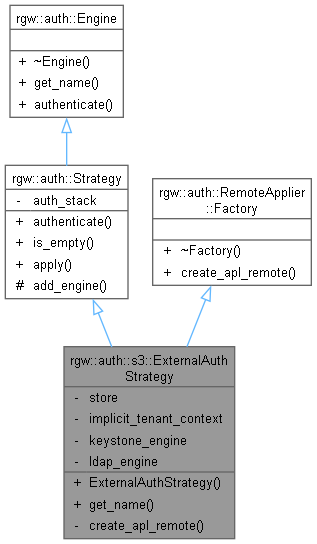 rgw::auth::Engine
+ ~Engine()
+ get_name()
+ authenticate()
rgw::auth::Strategy
- auth_stack
+ authenticate()
+ is_empty()
+ apply()
# add_engine()
rgw::auth::RemoteApplier
::Factory
+ ~Factory()
+ create_apl_remote()
rgw::auth::s3::ExternalAuth
Strategy
- store
- implicit_tenant_context
- keystone_engine
- ldap_engine
+ ExternalAuthStrategy()
+ get_name()
- create_apl_remote()